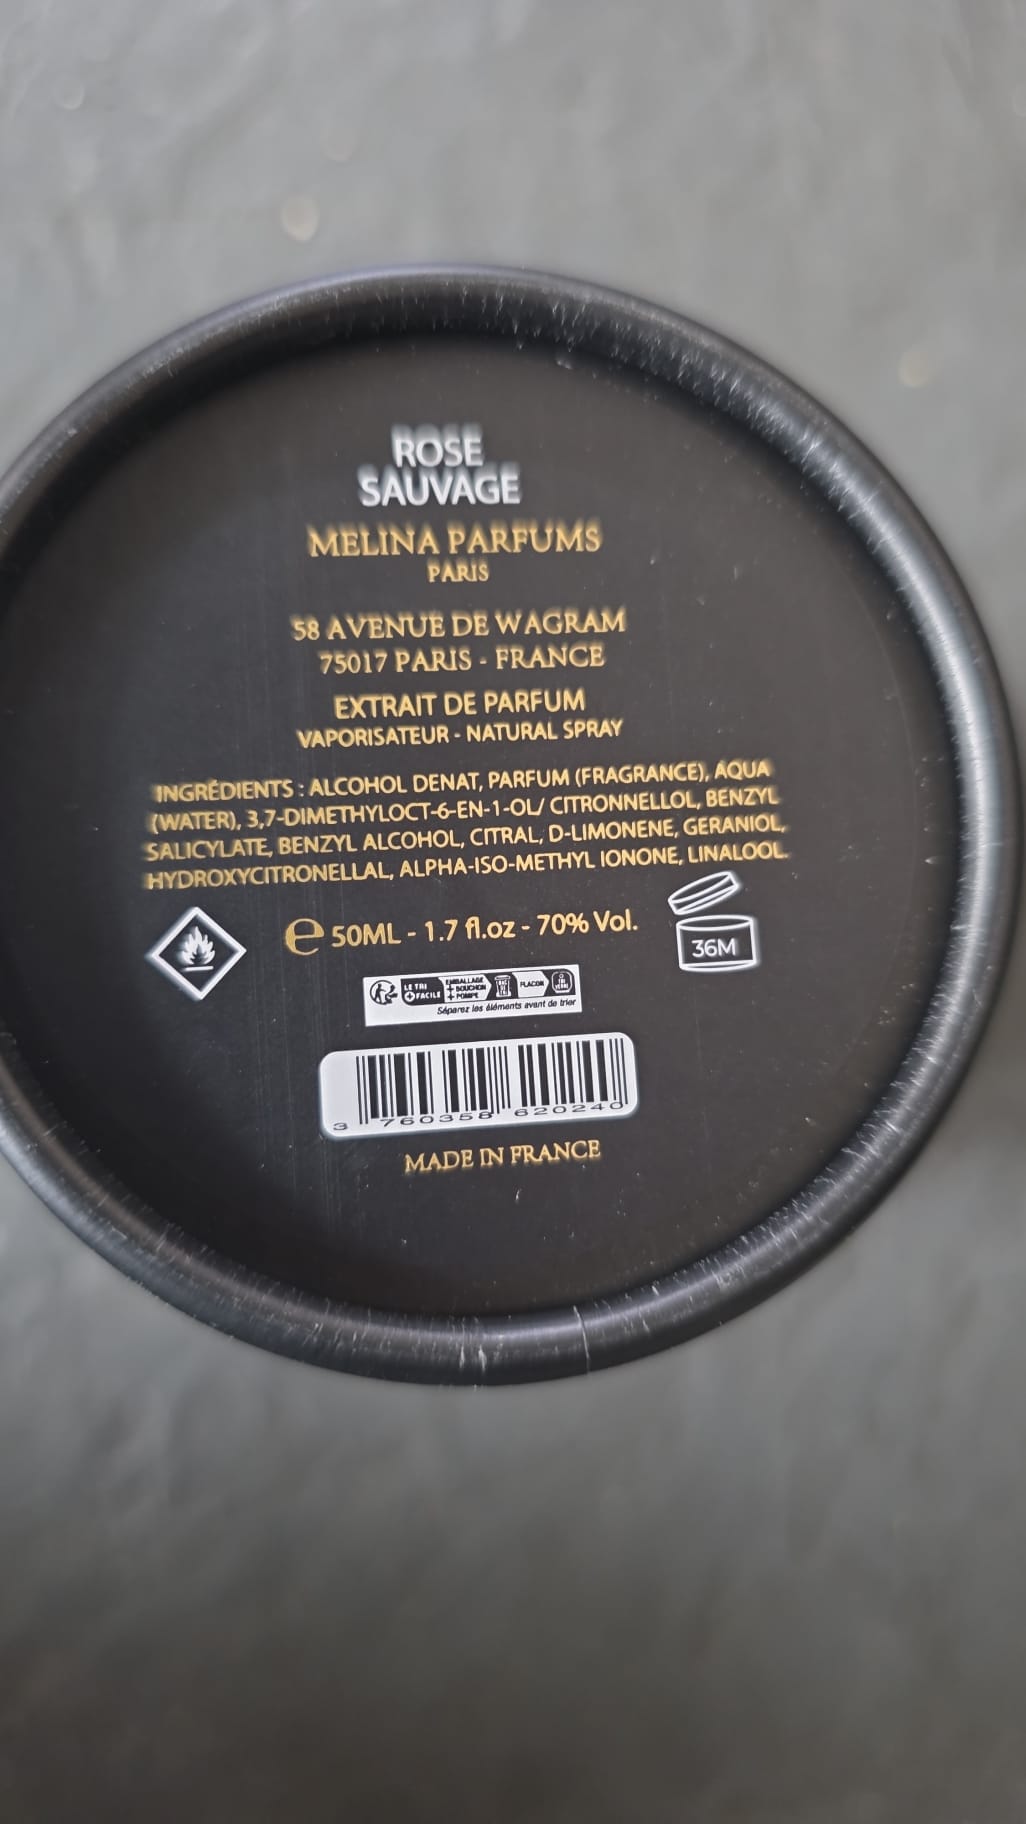 ROSE
SAUVAGE
MELINA PARFUMS
PARIS
58 AVENUE DE WAGRAM
75017 PARIS - FRANCE
EXTRAIT DE PARFUM
VAPORISATEUR - NATURAL SPRAY
INGRÉDIENTS : ALCOHOL DENAT, PARFUM (FRAGRANCE), AQUA
(WATER), 3,7-DIMETHYLOCT-6-EN-1-OL/ CITRONNELLOL, BENZYL
SALICYLATE, BENZYL ALCOHOL, CITRAL, D-LIMONENE, GERANIOL,
HYDROXYCITRONELLAL, ALPHA-ISO-METHYL IONONE, LINALOOL.
e 50ML - 1.7 fl.oz - 70% Vol.
36M
LE TRI
+ FACILE
EMBALLAGE
+ BOUCHON
+ POMPE
FLACON
Séparez les éléments avant de trier
3 760358 620240
MADE IN FRANCE